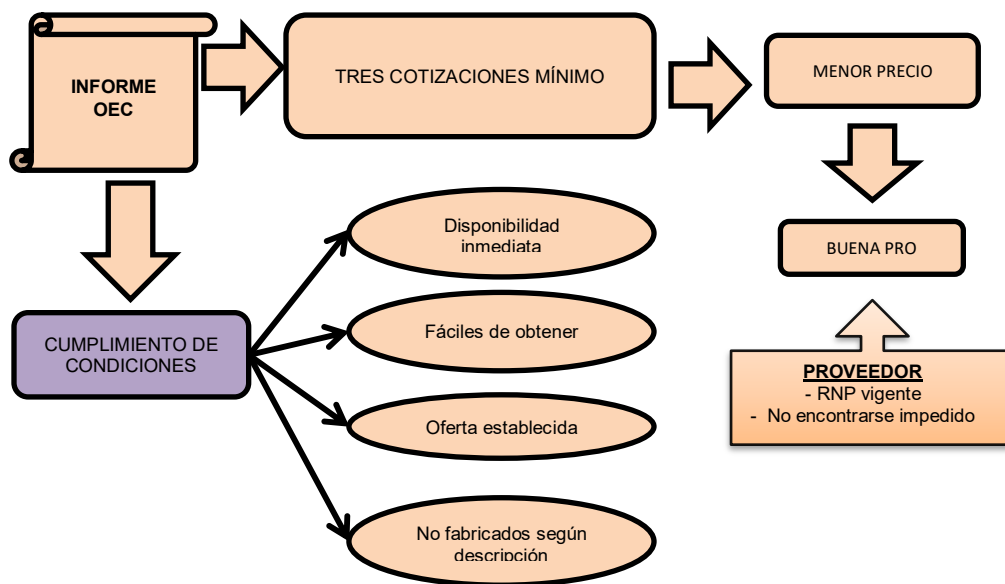 INFORME
OEC
TRES COTIZACIONES MÍNIMO
MENOR PRECIO
BUENA PRO
PROVEEDOR
- RNP vigente
- No encontrarse impedido
CUMPLIMIENTO DE
CONDICIONES
Disponibilidad
inmediata
Fáciles de obtener
Oferta establecida
No fabricados según
descripción